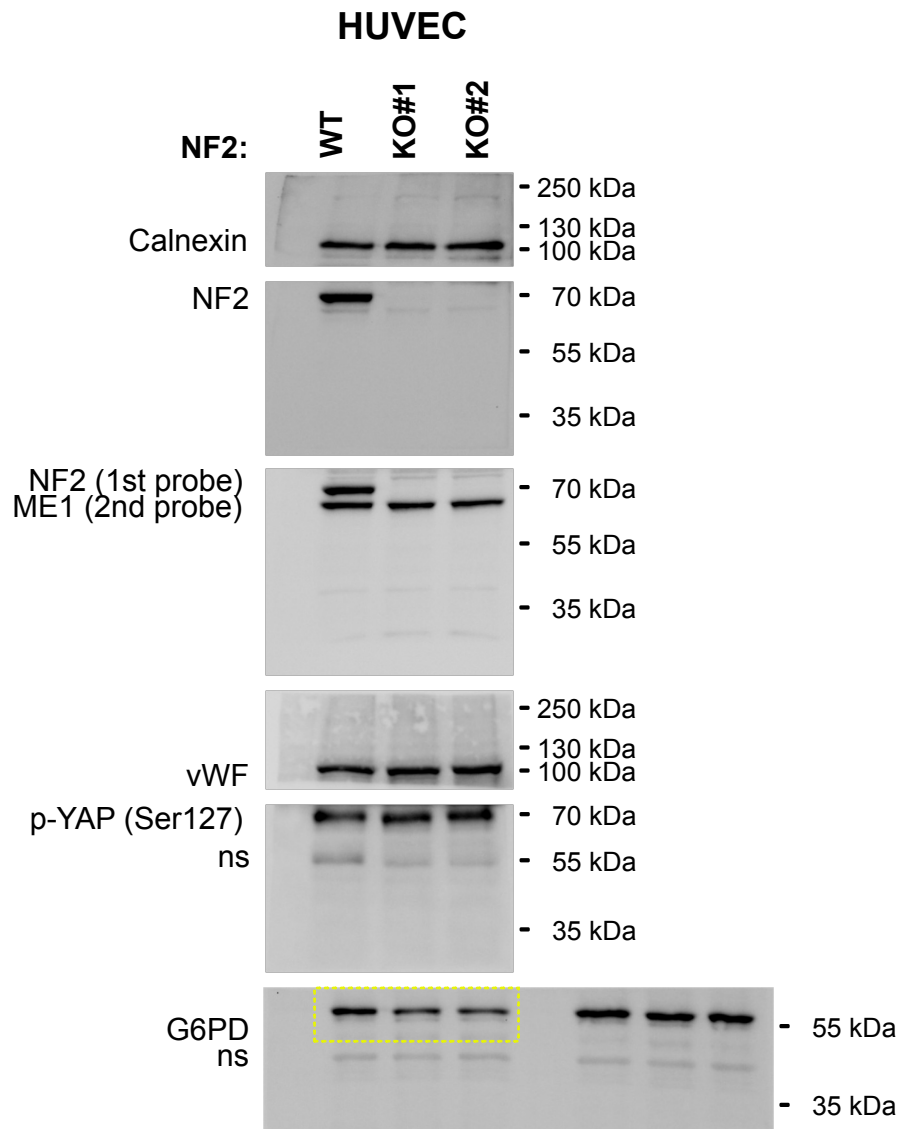 HUVEC
NF2: WT KO#1 KO#2
- 250 kDa
- 130 kDa
Calnexin - 100 kDa
NF2 - 70 kDa
- 55 kDa
- 35 kDa
NF2 (1st probe) - 70 kDa
ME1 (2nd probe)
- 55 kDa
- 35 kDa
- 250 kDa
- 130 kDa
vWF - 100 kDa
p-YAP (Ser127) - 70 kDa
ns - 55 kDa
- 35 kDa
G6PD - 55 kDa
ns
- 35 kDa